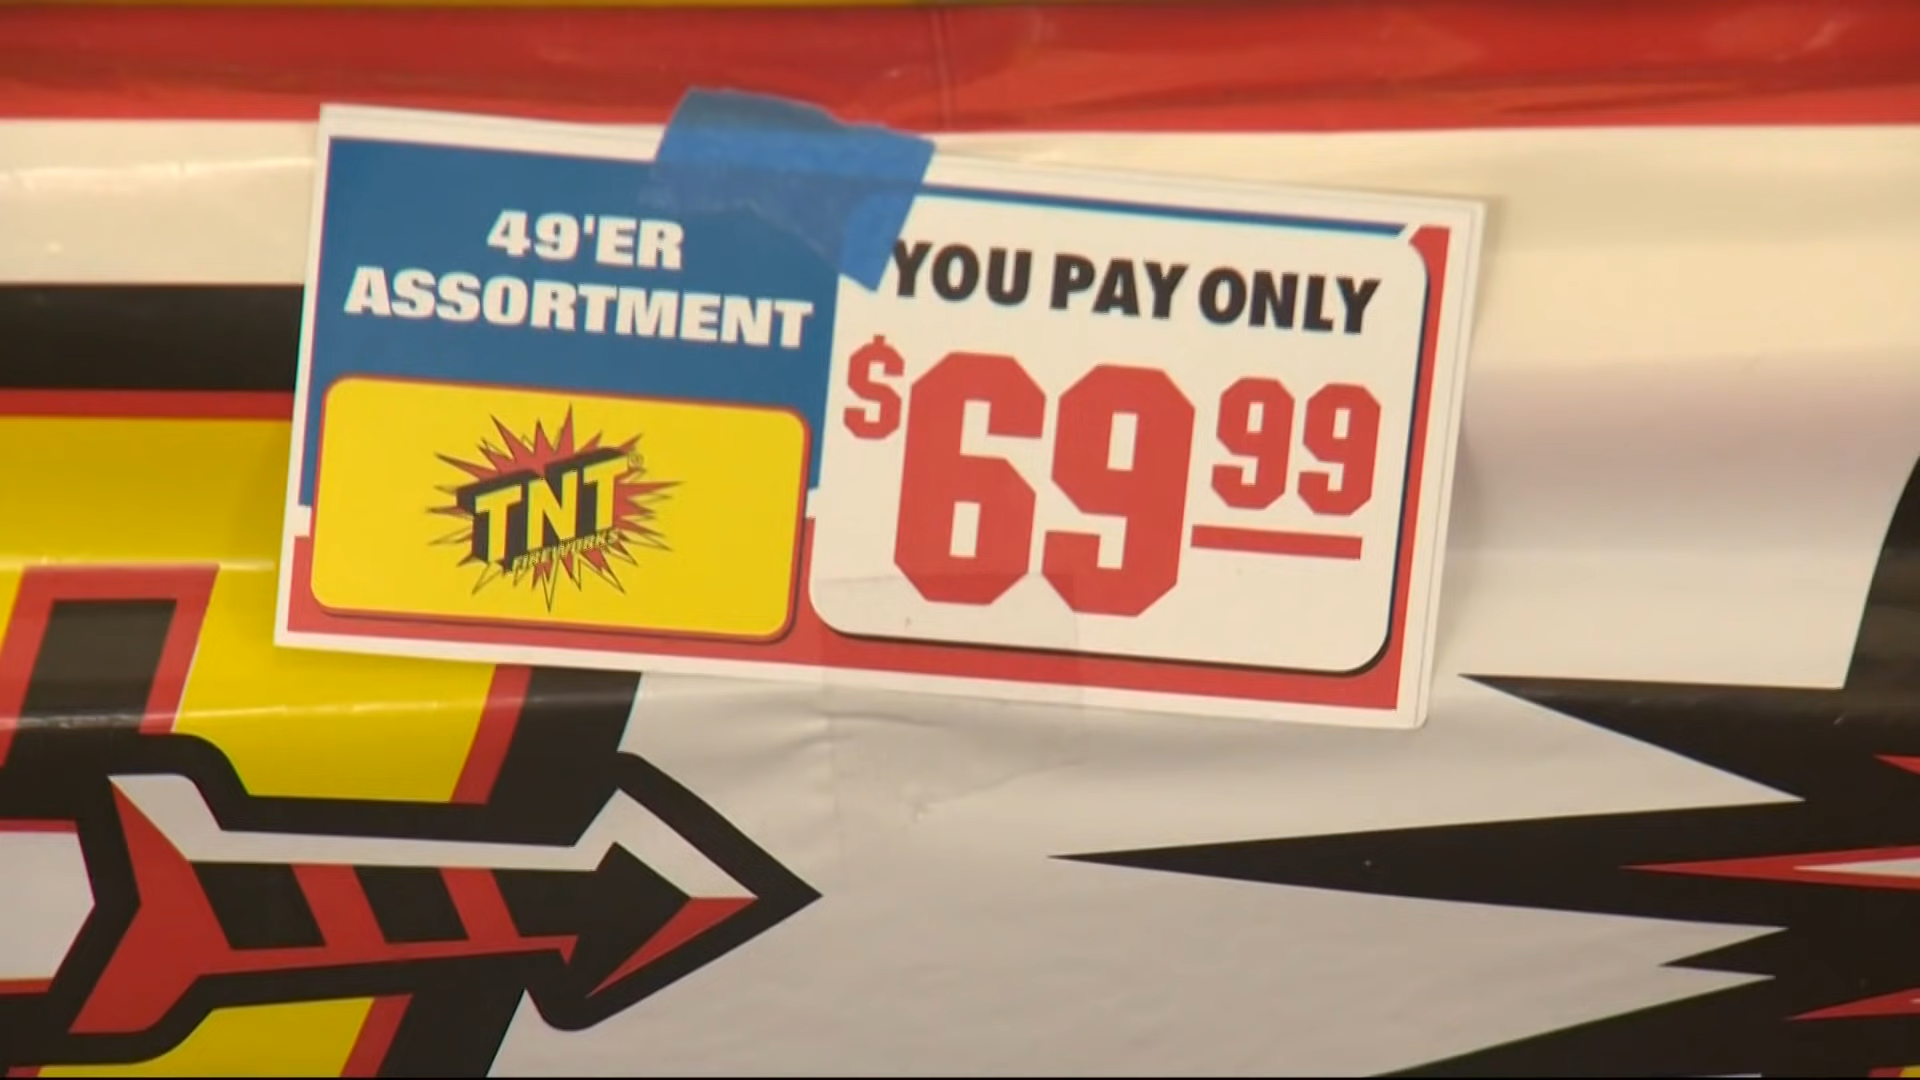 49'ER
ASSORTMENT
TNT®
FIREWORKS
YOU PAY ONLY
$69 99